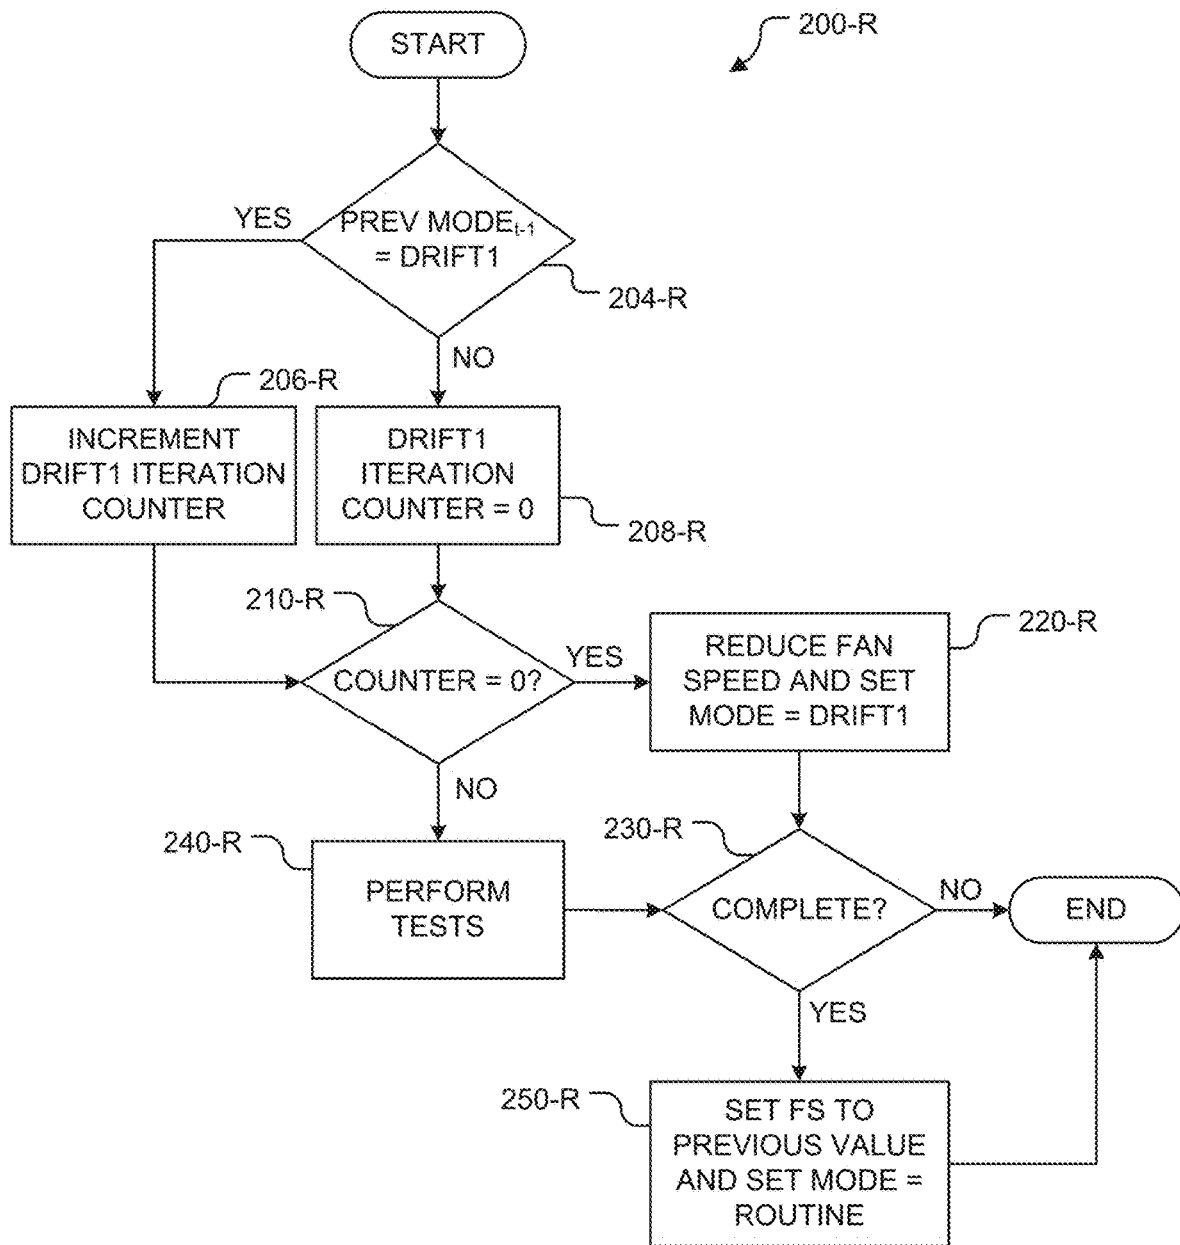 START
200-R
PREV MODEt-1
= DRIFT1
YES
204-R
NO
206-R
INCREMENT
DRIFT1 ITERATION
COUNTER
DRIFT1
ITERATION
COUNTER = 0
208-R
210-R
COUNTER = 0?
YES
REDUCE FAN
SPEED AND SET
MODE = DRIFT1
220-R
NO
240-R
PERFORM
TESTS
230-R
COMPLETE?
NO
END
YES
250-R
SET FS TO
PREVIOUS VALUE
AND SET MODE =
ROUTINE